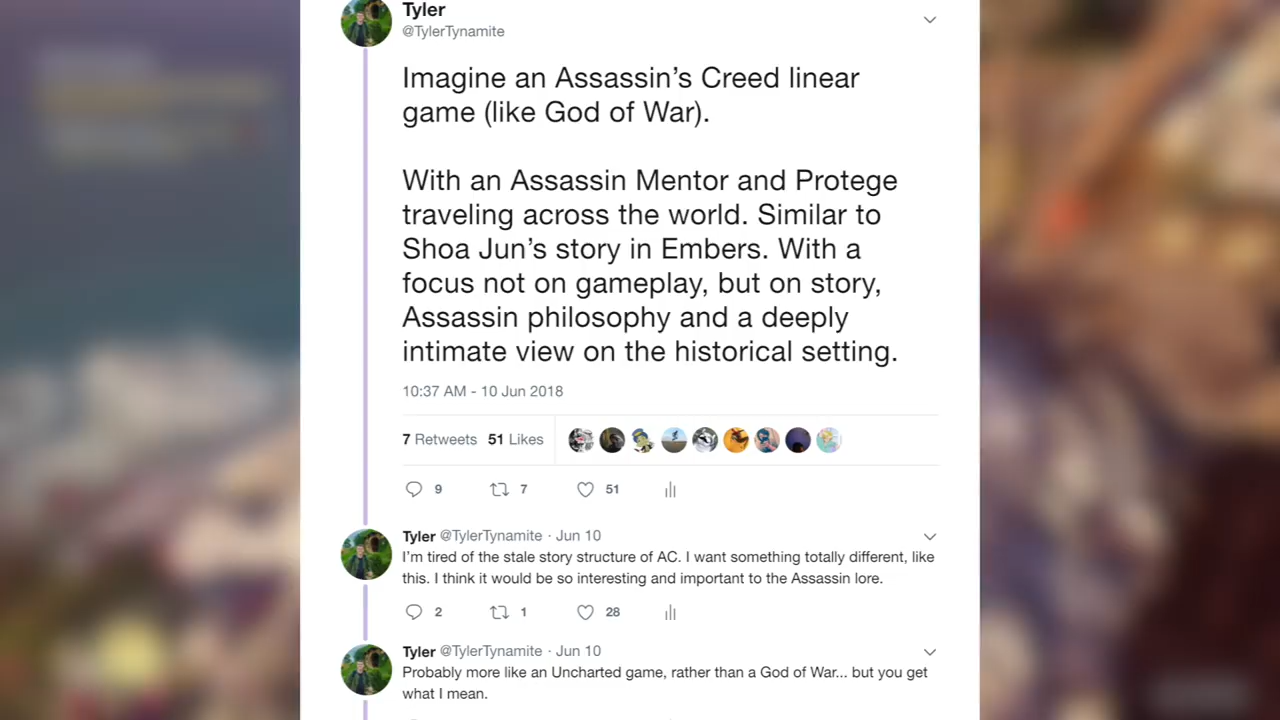 Tyler
@TylerTynamite
Imagine an Assassin's Creed linear
game (like God of War).
With an Assassin Mentor and Protege
traveling across the world. Similar to
Shoa Jun's story in Embers. With a
focus not on gameplay, but on story,
Assassin philosophy and a deeply
intimate view on the historical setting.
10:37 AM - 10 Jun 2018
7 Retweets 51 Likes
9 7 51
Tyler @TylerTynamite · Jun 10
I'm tired of the stale story structure of AC. I want something totally different, like
this. I think it would be so interesting and important to the Assassin lore.
2 1 28
Tyler @TylerTynamite · Jun 10
Probably more like an Uncharted game, rather than a God of War... but you get
what I mean.